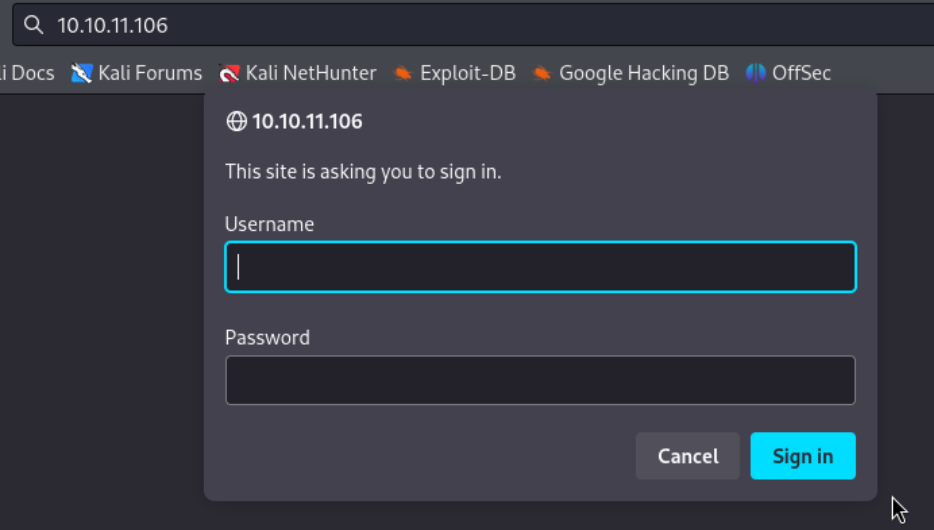 10.10.11.106
i Docs Kali Forums Kali NetHunter Exploit-DB Google Hacking DB OffSec
10.10.11.106
This site is asking you to sign in.
Username
Password
Cancel Sign in